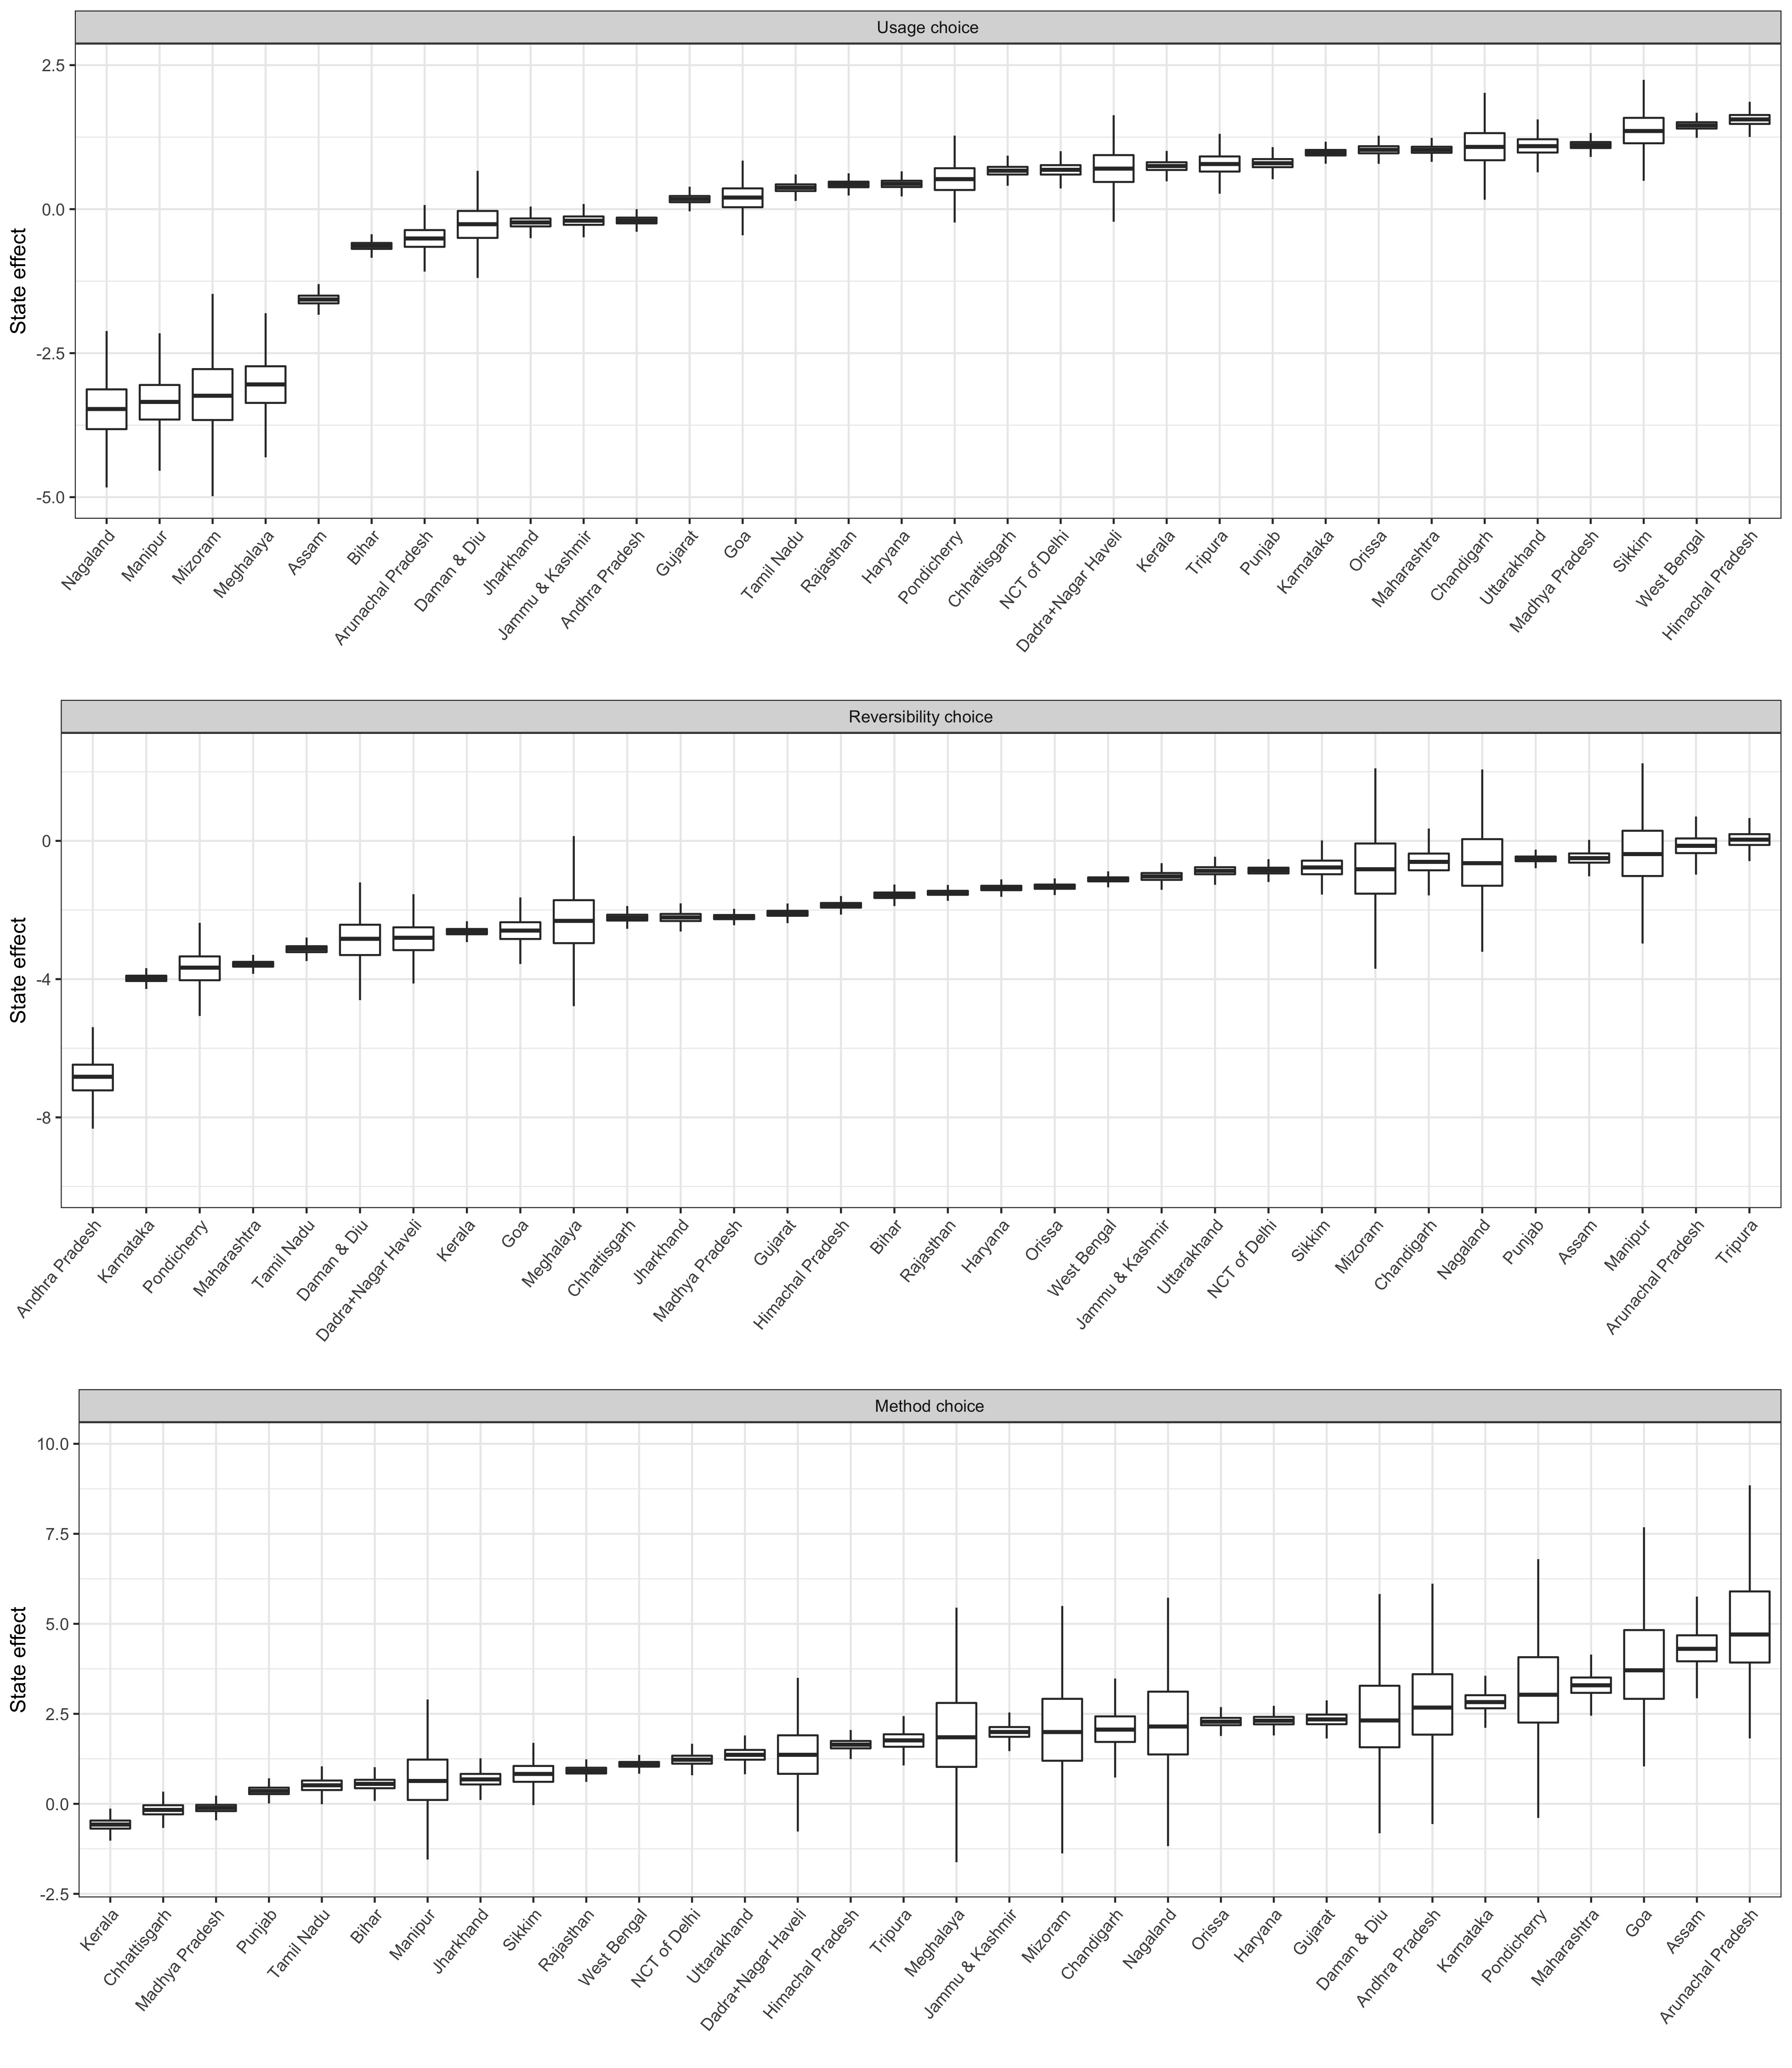 Usage choice
State effect
2.5
0.0
-2.5
-5.0
Nagaland
Manipur
Mizoram
Meghalaya
Assam
Bihar
Arunachal Pradesh
Daman & Diu
Jharkhand
Jammu & Kashmir
Andhra Pradesh
Gujarat
Goa
Tamil Nadu
Rajasthan
Haryana
Pondicherry
Chhattisgarh
NCT of Delhi
Dadra+Nagar Haveli
Kerala
Tripura
Punjab
Karnataka
Orissa
Maharashtra
Chandigarh
Uttarakhand
Madhya Pradesh
Sikkim
West Bengal
Himachal Pradesh
Reversibility choice
State effect
0
-4
-8
Andhra Pradesh
Karnataka
Pondicherry
Maharashtra
Tamil Nadu
Daman & Diu
Dadra+Nagar Haveli
Kerala
Goa
Meghalaya
Chhattisgarh
Jharkhand
Madhya Pradesh
Gujarat
Himachal Pradesh
Bihar
Rajasthan
Haryana
Orissa
West Bengal
Jammu & Kashmir
Uttarakhand
NCT of Delhi
Sikkim
Mizoram
Chandigarh
Nagaland
Punjab
Assam
Manipur
Arunachal Pradesh
Tripura
Method choice
State effect
10.0
7.5
5.0
2.5
0.0
-2.5
Kerala
Chhattisgarh
Madhya Pradesh
Punjab
Tamil Nadu
Bihar
Manipur
Jharkhand
Sikkim
Rajasthan
West Bengal
NCT of Delhi
Uttarakhand
Dadra+Nagar Haveli
Himachal Pradesh
Tripura
Meghalaya
Jammu & Kashmir
Mizoram
Chandigarh
Nagaland
Orissa
Haryana
Gujarat
Daman & Diu
Andhra Pradesh
Karnataka
Pondicherry
Maharashtra
Goa
Assam
Arunachal Pradesh